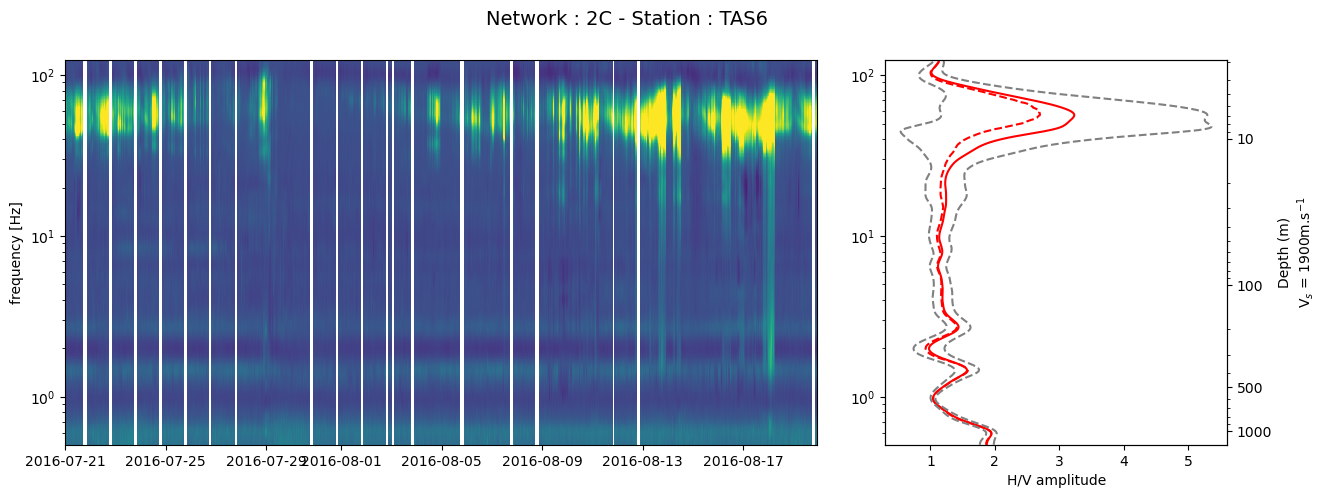 Network : 2C - Station : TAS6
frequency [Hz]
10²
10¹
10⁰
2016-07-21 2016-07-25 2016-07-29 2016-08-01 2016-08-05 2016-08-09 2016-08-13 2016-08-17
10²
10¹
10⁰
1 2 3 4 5
H/V amplitude
10
100
500
1000
Depth (m)
Vₛ = 1900m.s⁻¹